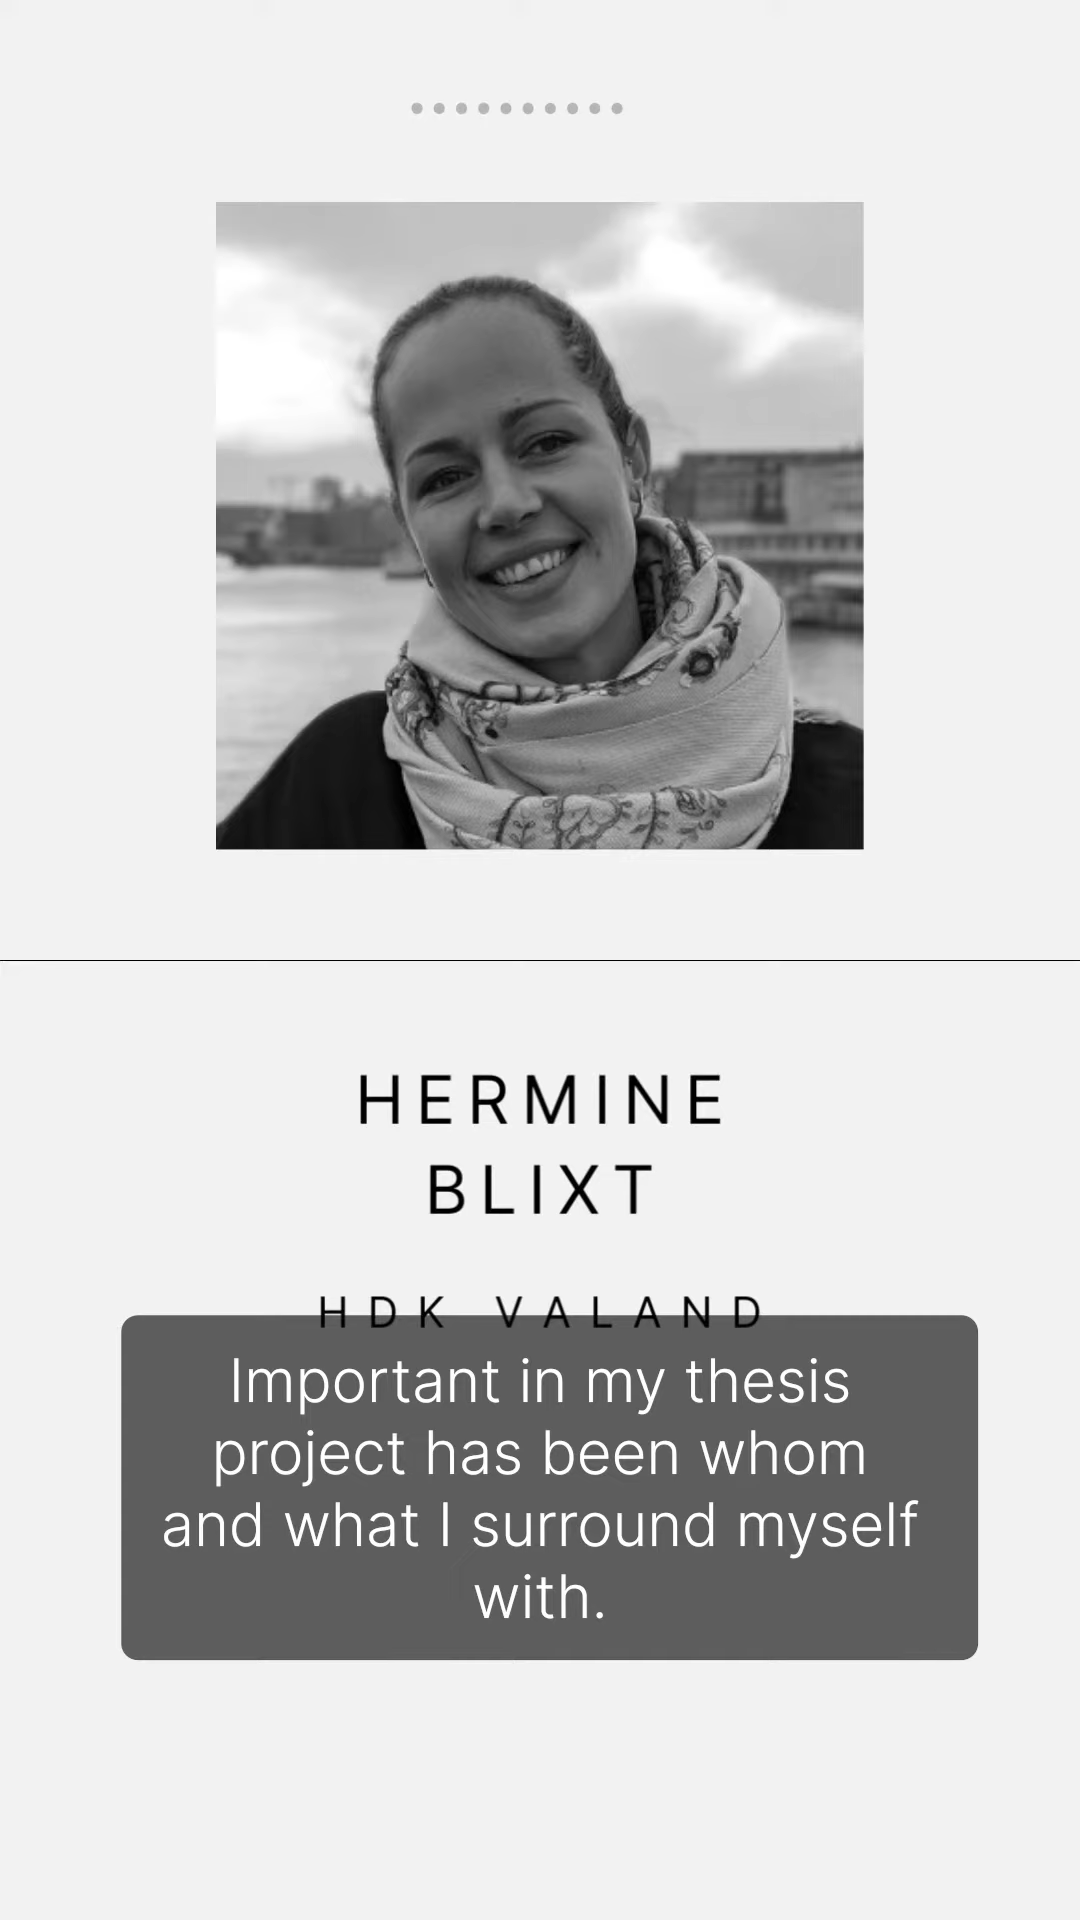 HERMINE
BLIXT
HDK VALAND
Important in my thesis
project has been whom
and what I surround myself
with.